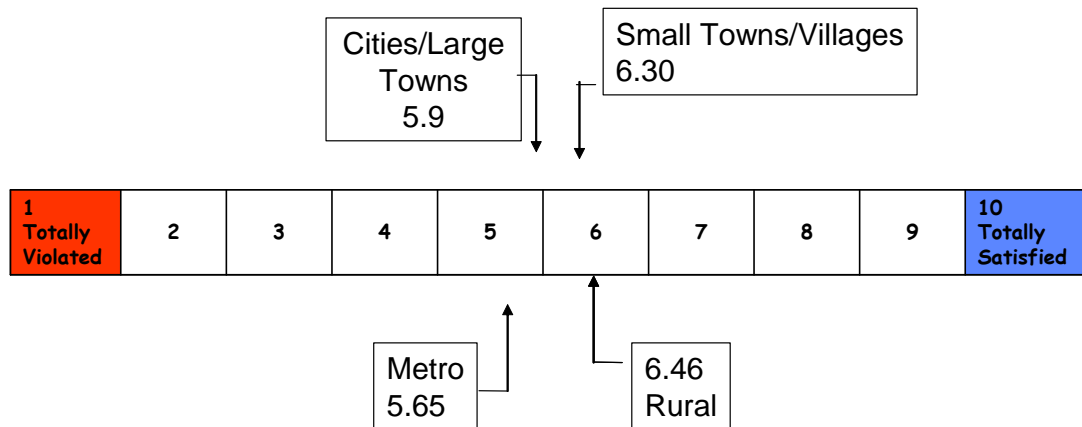 Cities/Large
Towns
5.9
Small Towns/Villages
6.30
1
Totally
Violated
2
3
4
5
6
7
8
9
10
Totally
Satisfied
Metro
5.65
6.46
Rural